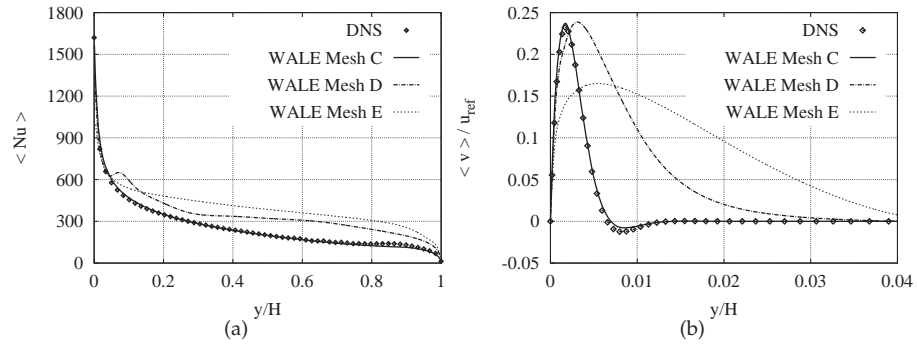 1800
1500
1200
900
600
300
0
< Nu >
DNS
WALE Mesh C
WALE Mesh D
WALE Mesh E
0 0.2 0.4 0.6 0.8 1
y/H
(a)
0.25
0.2
0.15
0.1
0.05
0
-0.05
< v > / u_ref
DNS
WALE Mesh C
WALE Mesh D
WALE Mesh E
0 0.01 0.02 0.03 0.04
y/H
(b)